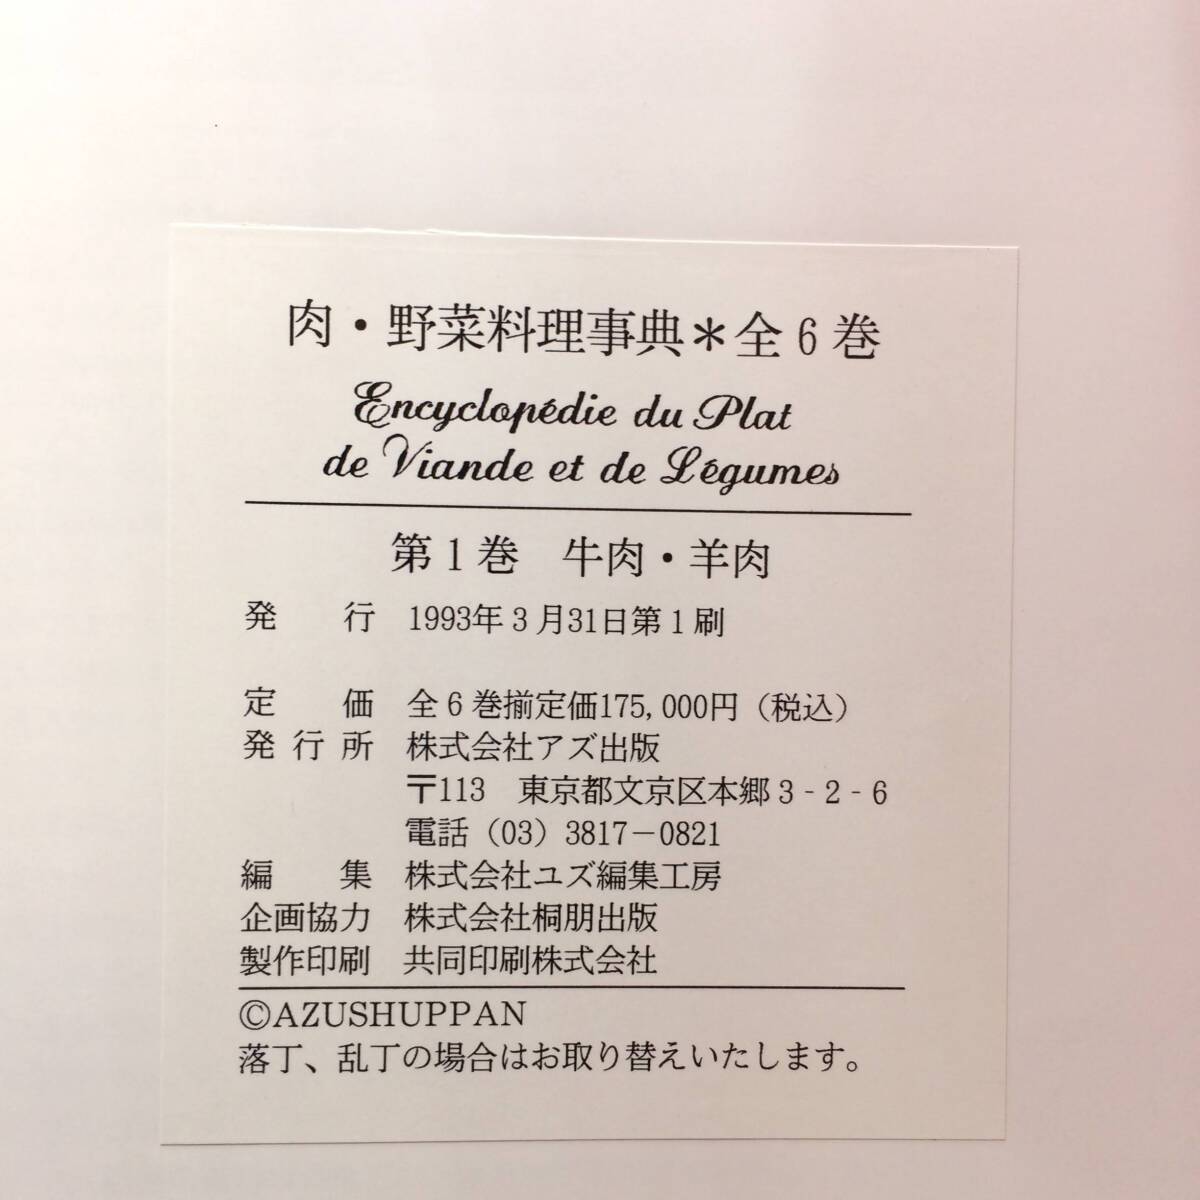 肉・野菜料理事典＊全6巻
Encyclopédie du Plat
de Viande et de Légumes
第1巻　牛肉・羊肉
発　行　1993年3月31日第1刷
定　価　全6巻揃定価175,000円（税込）
発行所　株式会社アズ出版
〒113　東京都文京区本郷3-2-6
電話（03）3817－0821
編　集　株式会社ユズ編集工房
企画協力　株式会社桐朋出版
製作印刷　共同印刷株式会社
©AZUSHUPPAN
落丁、乱丁の場合はお取り替えいたします。